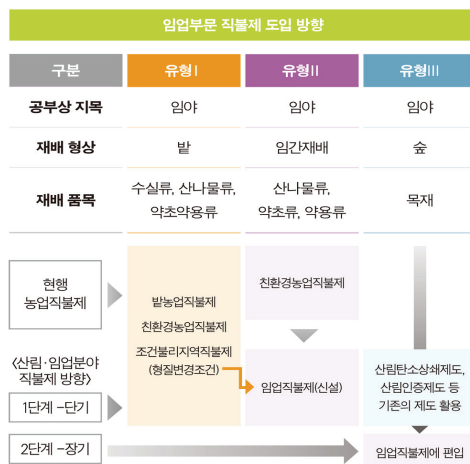 임업부문 직불제 도입 방향
구분 유형Ⅰ 유형Ⅱ 유형Ⅲ
공부상 지목 임야 임야 임야
재배 형상 밭 임간재배 숲
재배 품목 수실류, 산나물류, 약초약용류 산나물류, 약초류, 약용류 목재
현행
농업직불제
밭농업직불제
친환경농업직불제
조건불리지역직불제
(형질변경조건)
친환경농업직불제
임업직불제(신설)
〈산림·임업분야
직불제 방향〉
1단계 –단기
산림탄소상쇄제도,
산림인증제도 등
기존의 제도 활용
2단계 –장기
임업직불제에 편입